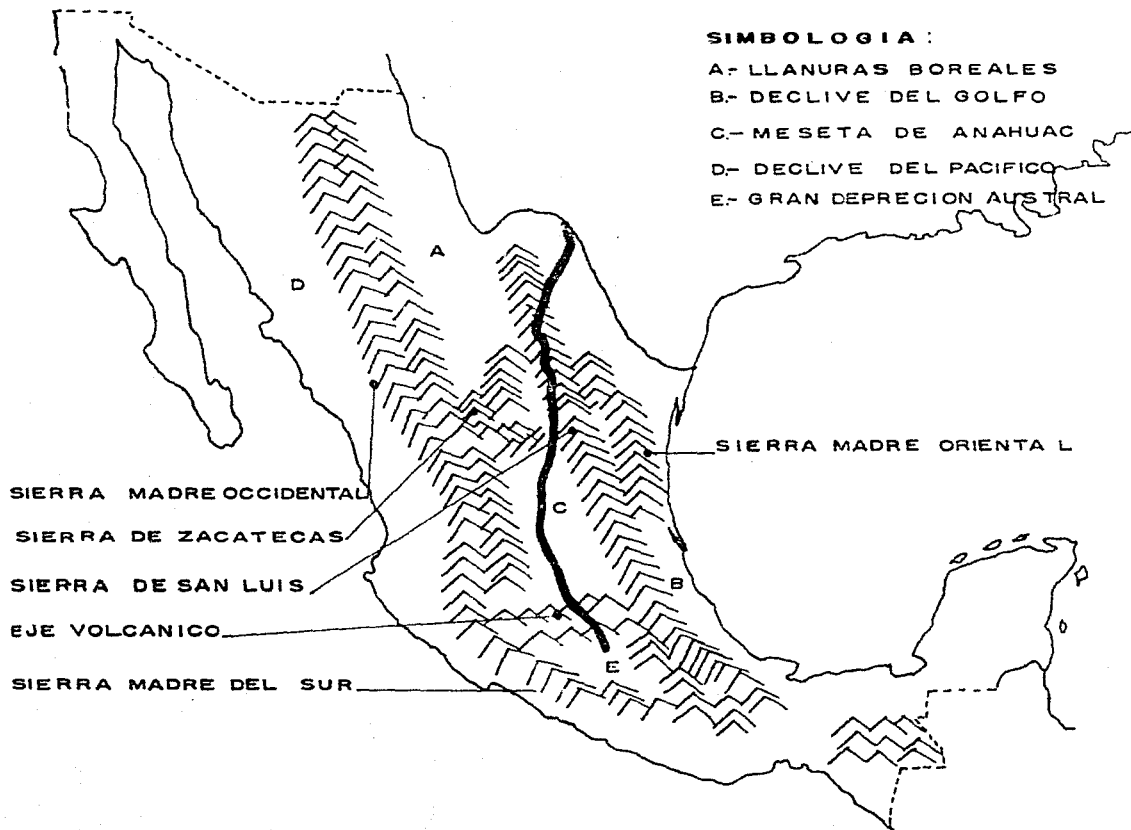 SIMBOLOGIA:
A.- LLANURAS BOREALES
B.- DECLIVE DEL GOLFO
C.- MESETA DE ANAHUAC
D.- DECLIVE DEL PACIFICO
E.- GRAN DEPRECION AUSTRAL
A
D
SIERRA MADRE ORIENTAL
SIERRA MADRE OCCIDENTAL
C
SIERRA DE ZACATECAS
SIERRA DE SAN LUIS
B
EJE VOLCANICO
E
SIERRA MADRE DEL SUR